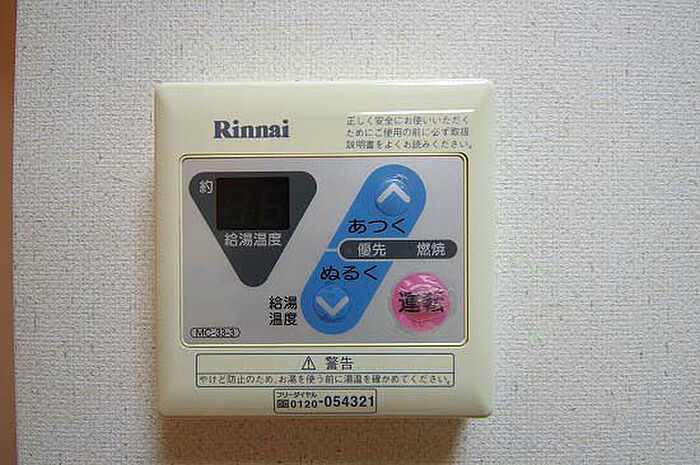 Rinnai
正しく安全にお使いいただく
ためにご使用の前に必ず取扱
説明書をよくお読みください。
約
給湯温度
あつく
優先 燃焼
ぬるく
給湯
温度
運転
MC-33-3
⚠ 警告
やけど防止のため、お湯を使う前に湯温を確かめてください。
フリーダイヤル
0120-054321